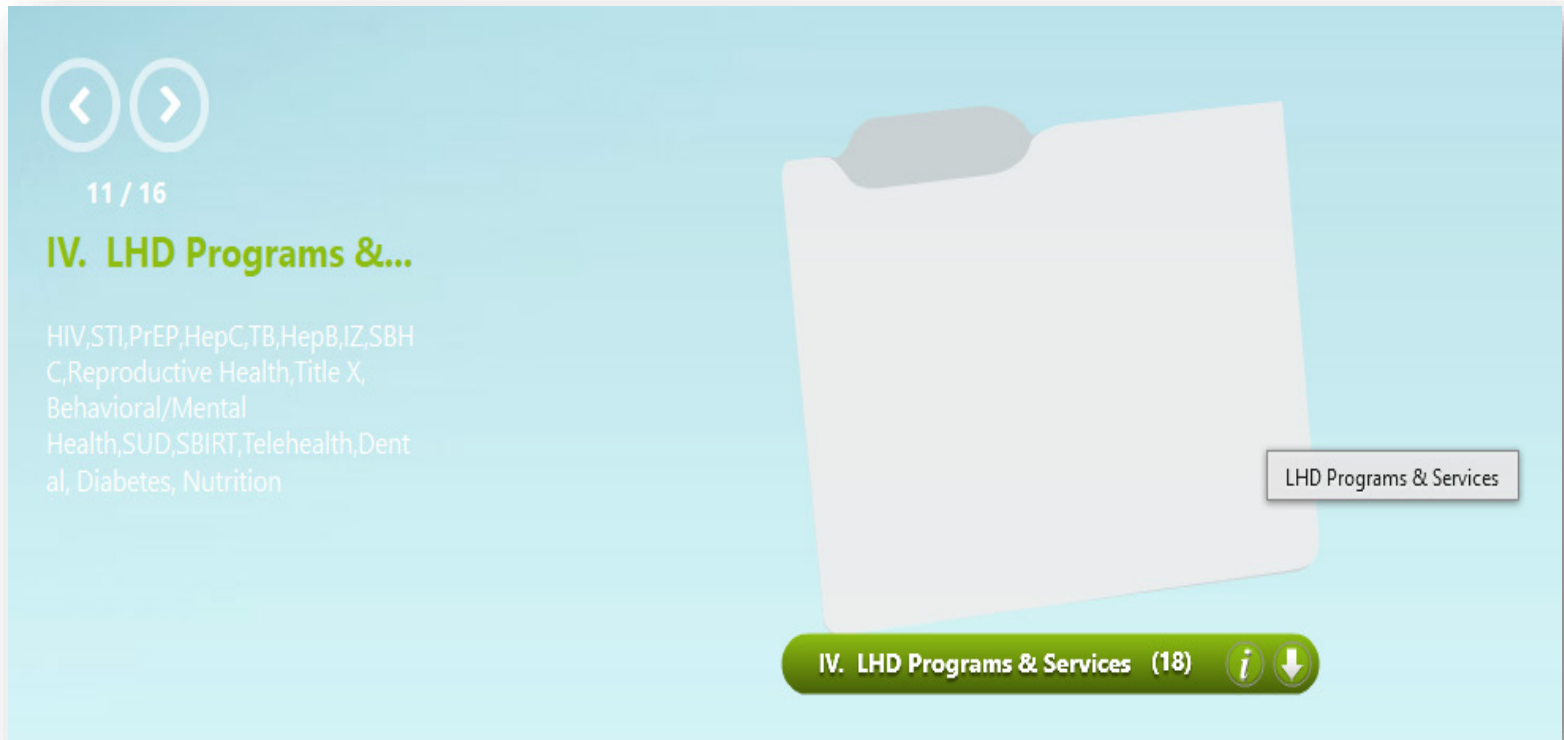 11 / 16
IV. LHD Programs &...
HIV,STI,PrEP,HepC,TB,HepB,IZ,SBH
C,Reproductive Health,Title X,
Behavioral/Mental
Health,SUD,SBIRT,Telehealth,Dent
al, Diabetes, Nutrition
LHD Programs & Services
IV. LHD Programs & Services (18) i